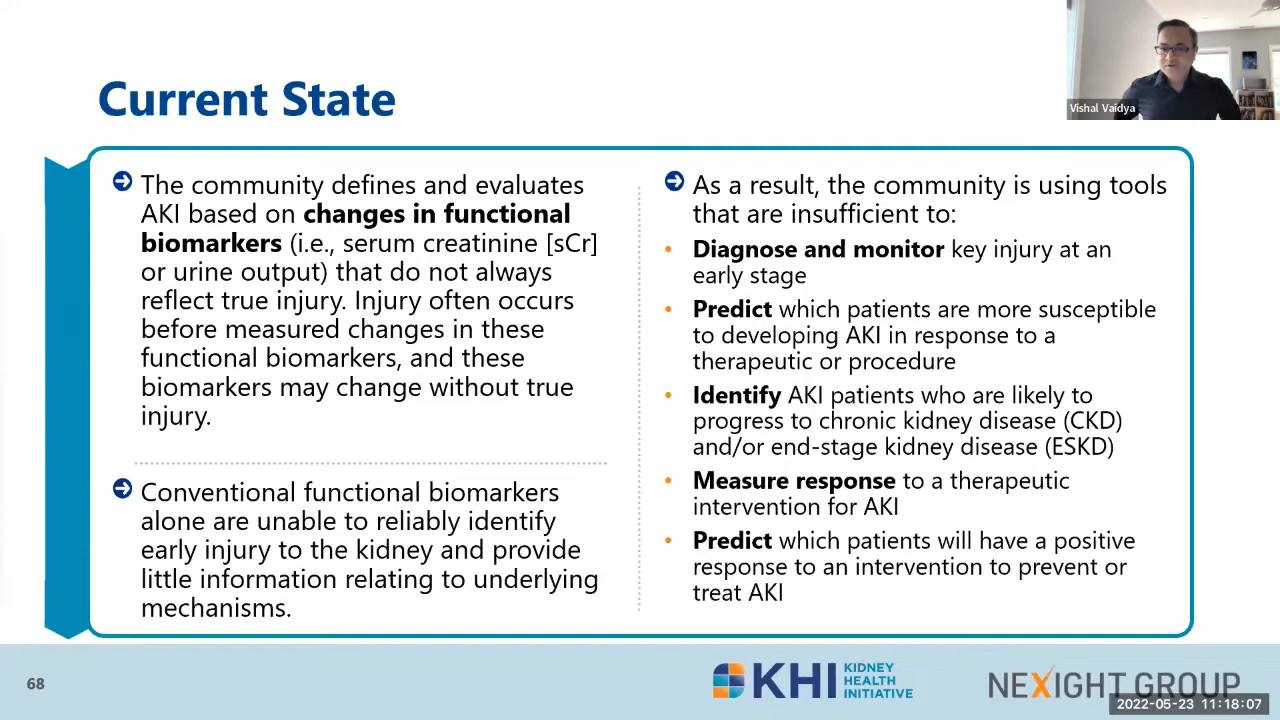 Vishal Vaidya
Current State
The community defines and evaluates
AKI based on changes in functional
biomarkers (i.e., serum creatinine [sCr]
or urine output) that do not always
reflect true injury. Injury often occurs
before measured changes in these
functional biomarkers, and these
biomarkers may change without true
injury.
Conventional functional biomarkers
alone are unable to reliably identify
early injury to the kidney and provide
little information relating to underlying
mechanisms.
As a result, the community is using tools
that are insufficient to:
• Diagnose and monitor key injury at an
early stage
• Predict which patients are more susceptible
to developing AKI in response to a
therapeutic or procedure
• Identify AKI patients who are likely to
progress to chronic kidney disease (CKD)
and/or end-stage kidney disease (ESKD)
• Measure response to a therapeutic
intervention for AKI
• Predict which patients will have a positive
response to an intervention to prevent or
treat AKI
68
KHI
KIDNEY
HEALTH
INITIATIVE
NEXIGHT GROUP
2022-05-23 11:18:07